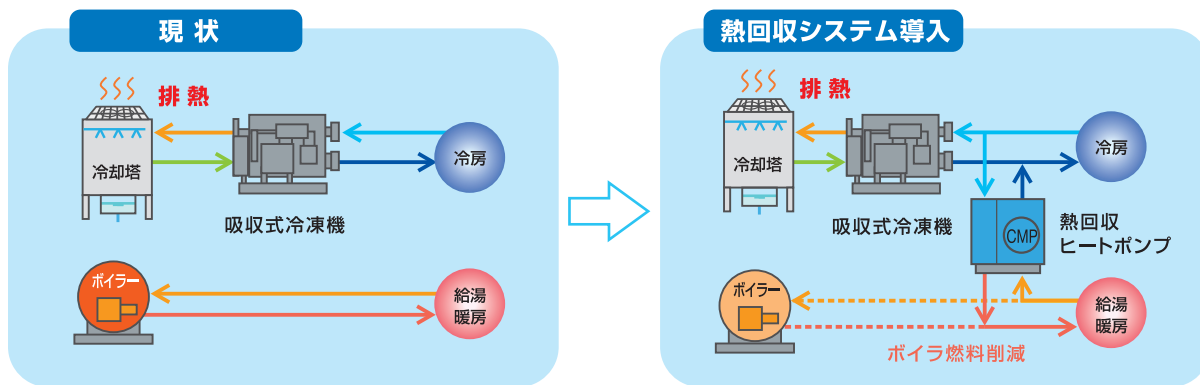 現 状
排 熱
冷却塔
冷房
吸収式冷凍機
ボイラー
給湯
暖房
熱回収システム導入
排 熱
冷却塔
冷房
吸収式冷凍機
CMP
熱回収
ヒートポンプ
ボイラー
給湯
暖房
ボイラ燃料削減